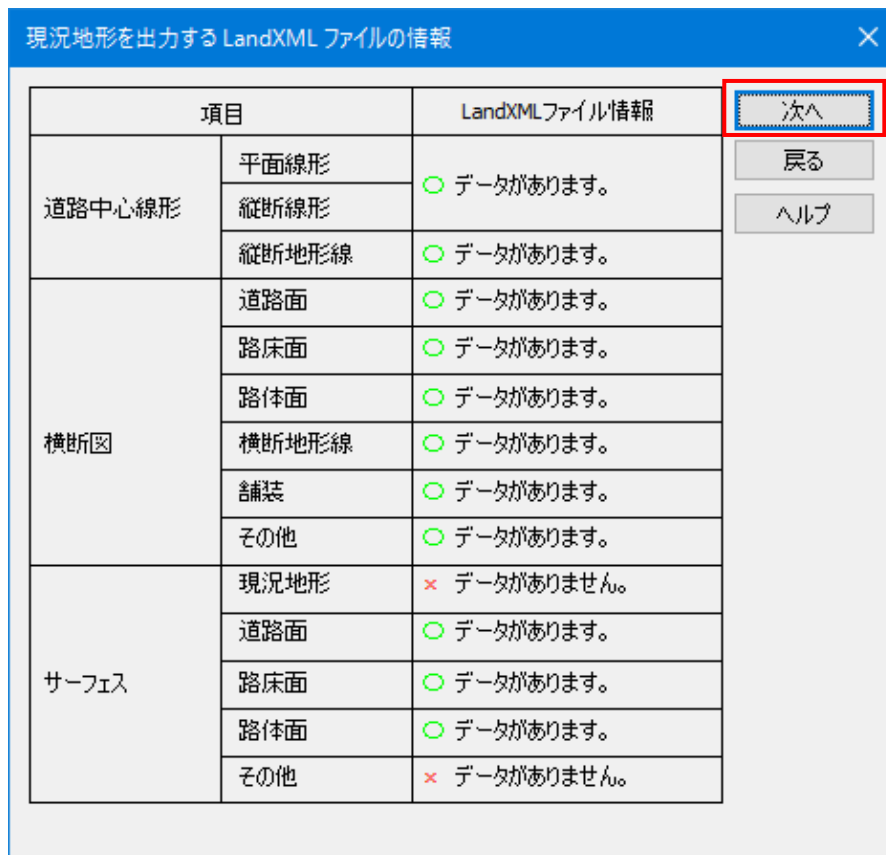 現況地形を出力する LandXML ファイルの情報
項目 LandXMLファイル情報 次へ
戻る
ヘルプ
道路中心線形 平面線形 ○ データがあります。
縦断線形
縦断地形線 ○ データがあります。
横断図 道路面 ○ データがあります。
路床面 ○ データがあります。
路体面 ○ データがあります。
横断地形線 ○ データがあります。
舗装 ○ データがあります。
その他 ○ データがあります。
サーフェス 現況地形 × データがありません。
道路面 ○ データがあります。
路床面 ○ データがあります。
路体面 ○ データがあります。
その他 × データがありません。